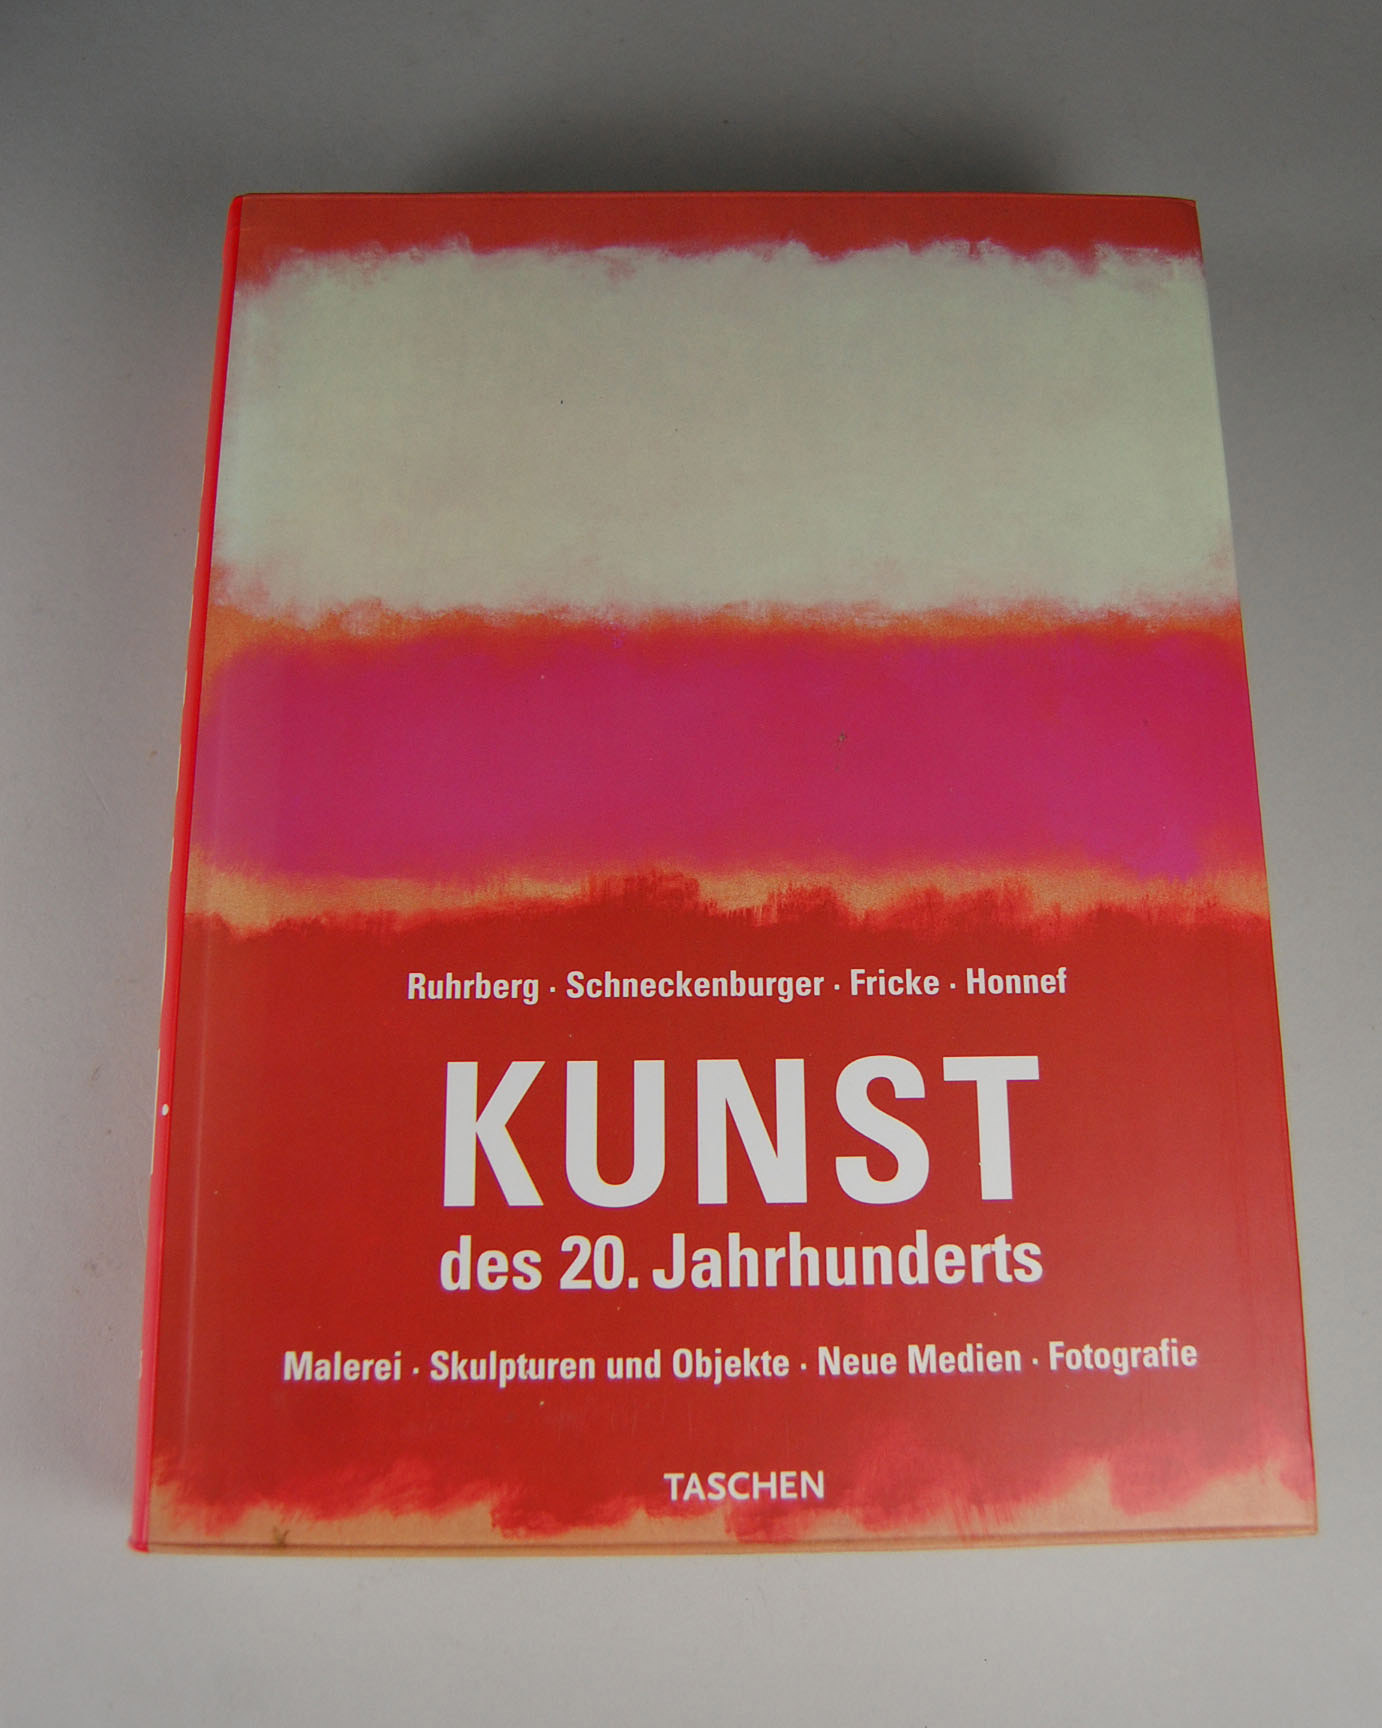 Ruhrberg · Schneckenburger · Fricke · Honnef
KUNST
des 20. Jahrhunderts
Malerei · Skulpturen und Objekte · Neue Medien · Fotografie
TASCHEN